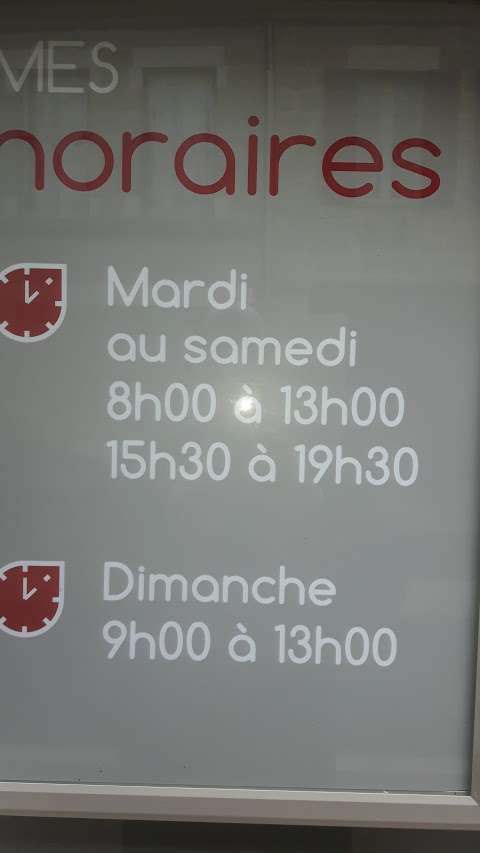 MES
horaires
Mardi
au samedi
8h00 à 13h00
15h30 à 19h30
Dimanche
9h00 à 13h00